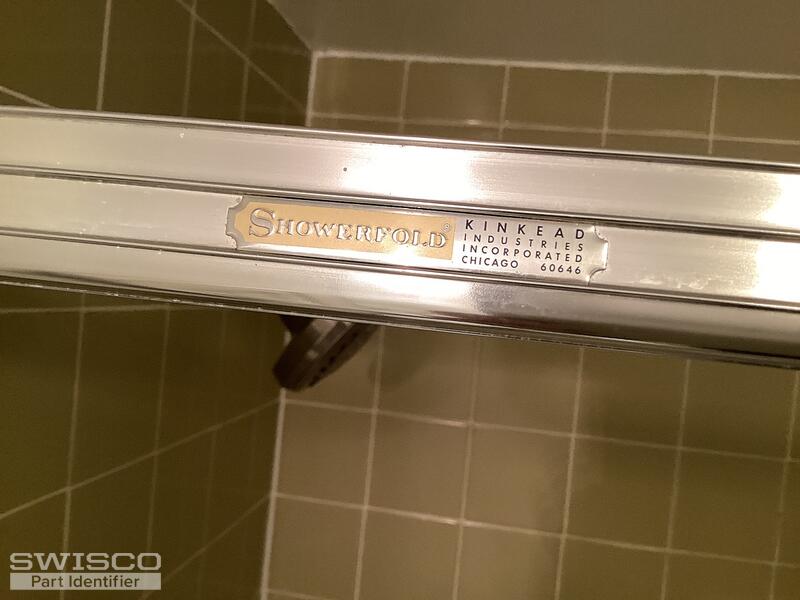 SHOWERFOLD®
KINKEAD
INDUSTRIES
INCORPORATED
CHICAGO 60646
SWISCO
Part Identifier